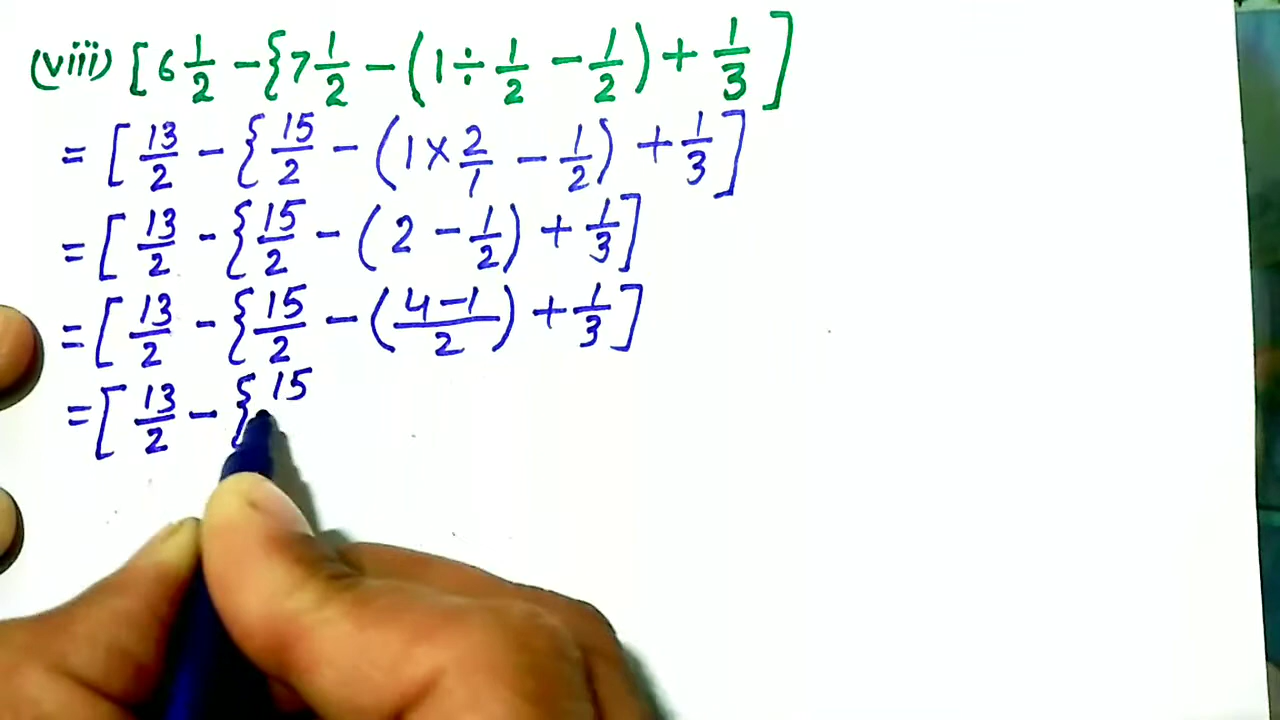 (viii) [6 1/2 - {7 1/2 - (1 ÷ 1/2 - 1/2) + 1/3]
= [13/2 - {15/2 - (1 × 2/1 - 1/2) + 1/3]
= [13/2 - {15/2 - (2 - 1/2) + 1/3]
= [13/2 - {15/2 - (4-1/2) + 1/3]
= [13/2 - {15